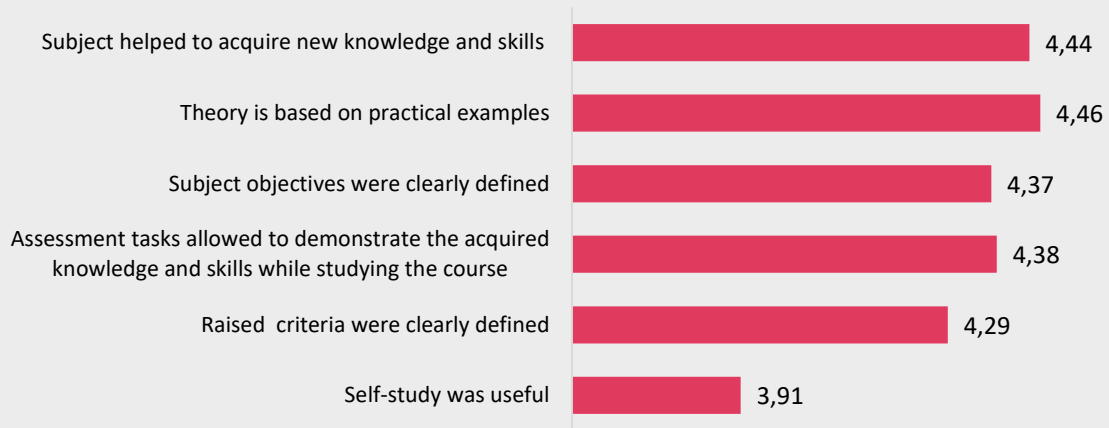 Subject helped to acquire new knowledge and skills
4,44
Theory is based on practical examples
4,46
Subject objectives were clearly defined
4,37
Assessment tasks allowed to demonstrate the acquired
knowledge and skills while studying the course
4,38
Raised criteria were clearly defined
4,29
Self-study was useful
3,91